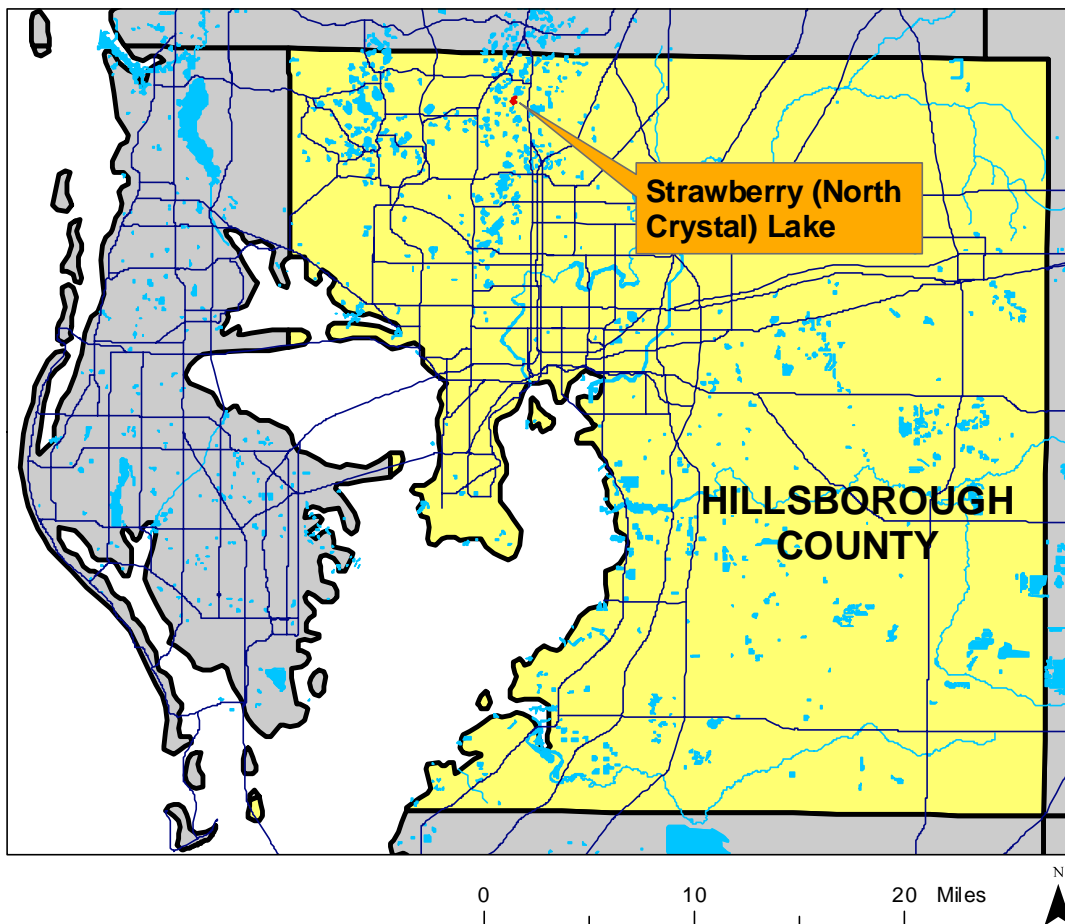 Strawberry (North
Crystal) Lake
HILLSBOROUGH
COUNTY
N
0 10 20 Miles